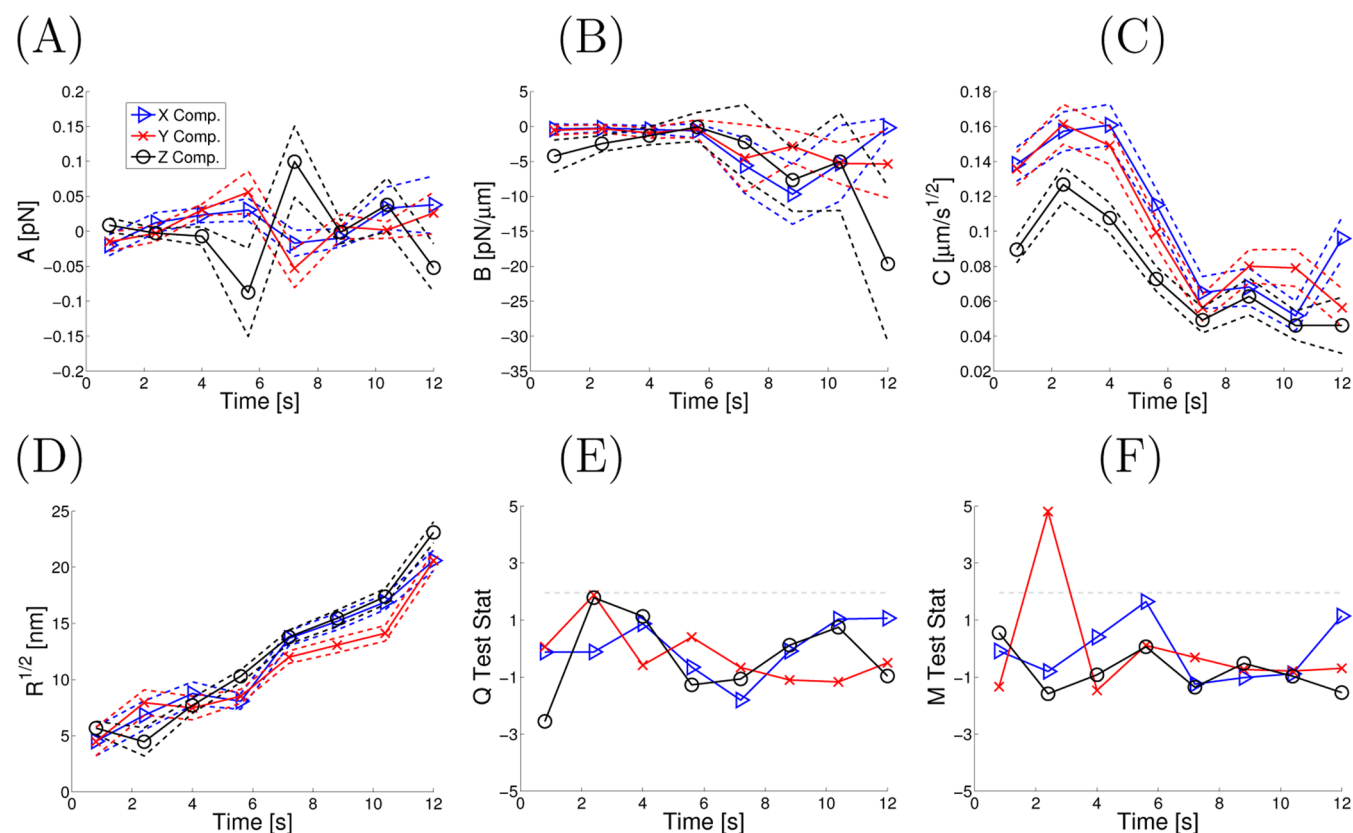 (A)
(B)
(C)
0.2
0.15
0.1
0.05
0
−0.05
−0.1
−0.15
−0.2
A [pN]
X Comp.
Y Comp.
Z Comp.
0 2 4 6 8 10 12
Time [s]
5
0
−5
−10
−15
−20
−25
−30
−35
B [pN/μm]
0 2 4 6 8 10 12
Time [s]
0.18
0.16
0.14
0.12
0.1
0.08
0.06
0.04
0.02
C [μm/s^1/2]
0 2 4 6 8 10 12
Time [s]
(D)
(E)
(F)
25
20
15
10
5
0
R^1/2 [nm]
0 2 4 6 8 10 12
Time [s]
5
3
1
−1
−3
−5
Q Test Stat
0 2 4 6 8 10 12
Time [s]
5
3
1
−1
−3
−5
M Test Stat
0 2 4 6 8 10 12
Time [s]